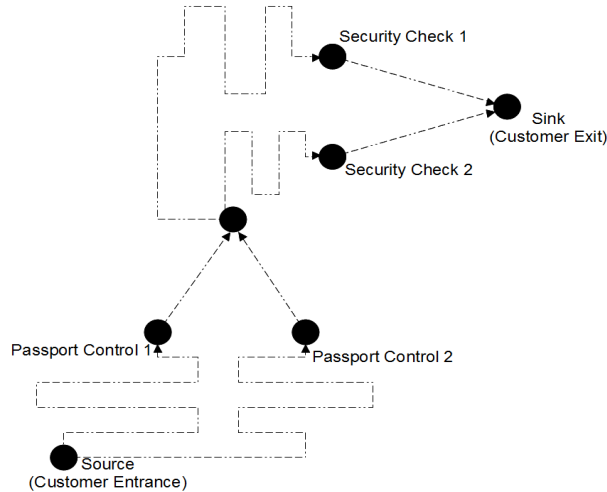 Security Check 1
Sink
(Customer Exit)
Security Check 2
Passport Control 1
Passport Control 2
Source
(Customer Entrance)